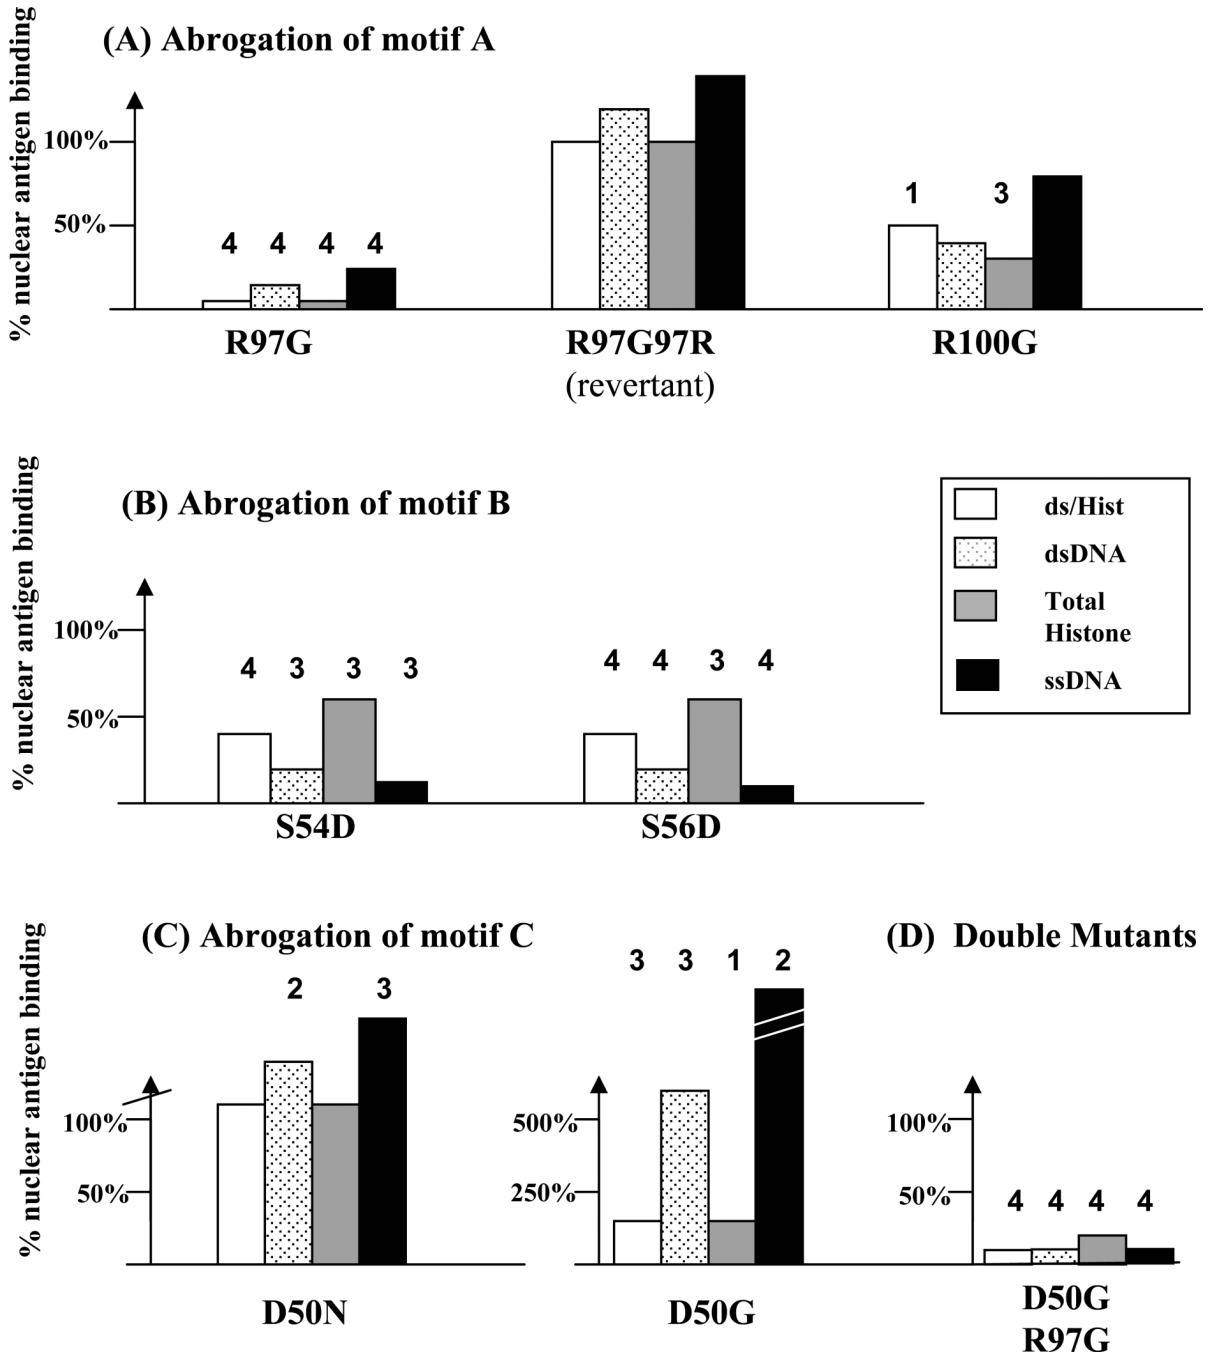 (A) Abrogation of motif A
% nuclear antigen binding
100%
50%
4 4 4 4
1 3
R97G
R97G97R
(revertant)
R100G
(B) Abrogation of motif B
% nuclear antigen binding
100%
50%
4 3 3 3
4 4 3 4
S54D
S56D
ds/Hist
dsDNA
Total
Histone
ssDNA
(C) Abrogation of motif C
% nuclear antigen binding
100%
50%
2 3
D50N
3 3 1 2
500%
250%
D50G
(D) Double Mutants
100%
50%
4 4 4 4
D50G
R97G